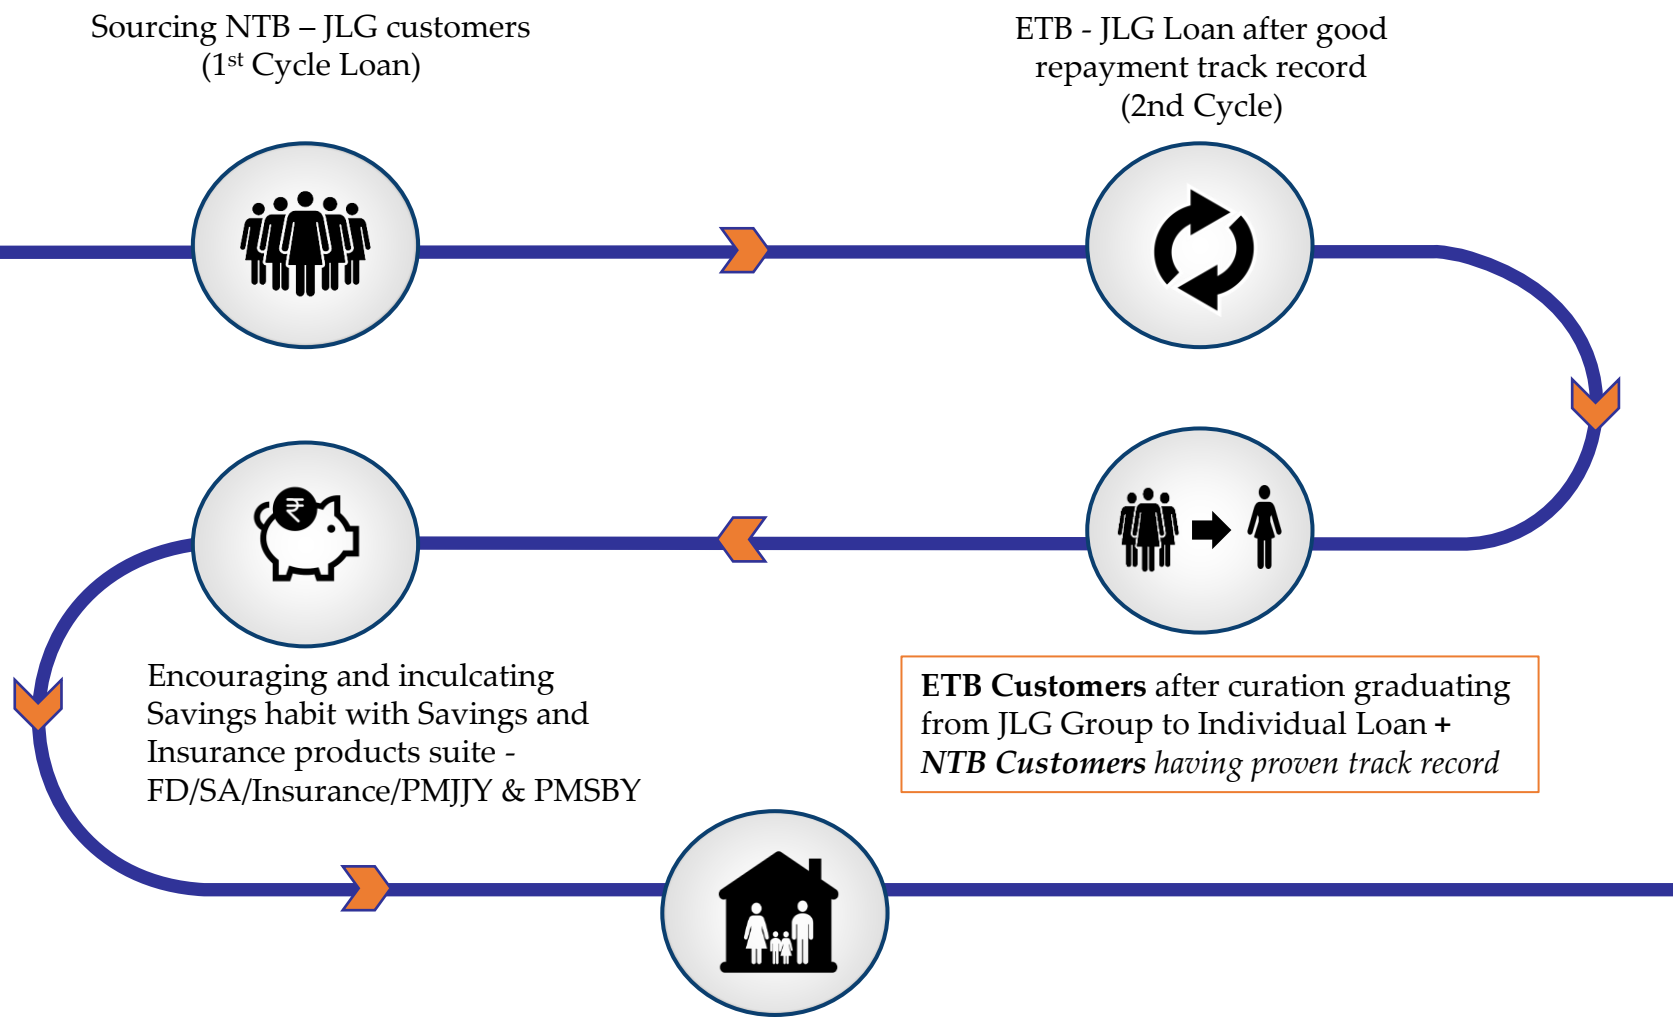 Sourcing NTB – JLG customers
(1st Cycle Loan)
ETB - JLG Loan after good
repayment track record
(2nd Cycle)
₹
Encouraging and inculcating
Savings habit with Savings and
Insurance products suite -
FD/SA/Insurance/PMJJY & PMSBY
ETB Customers after curation graduating
from JLG Group to Individual Loan +
NTB Customers having proven track record